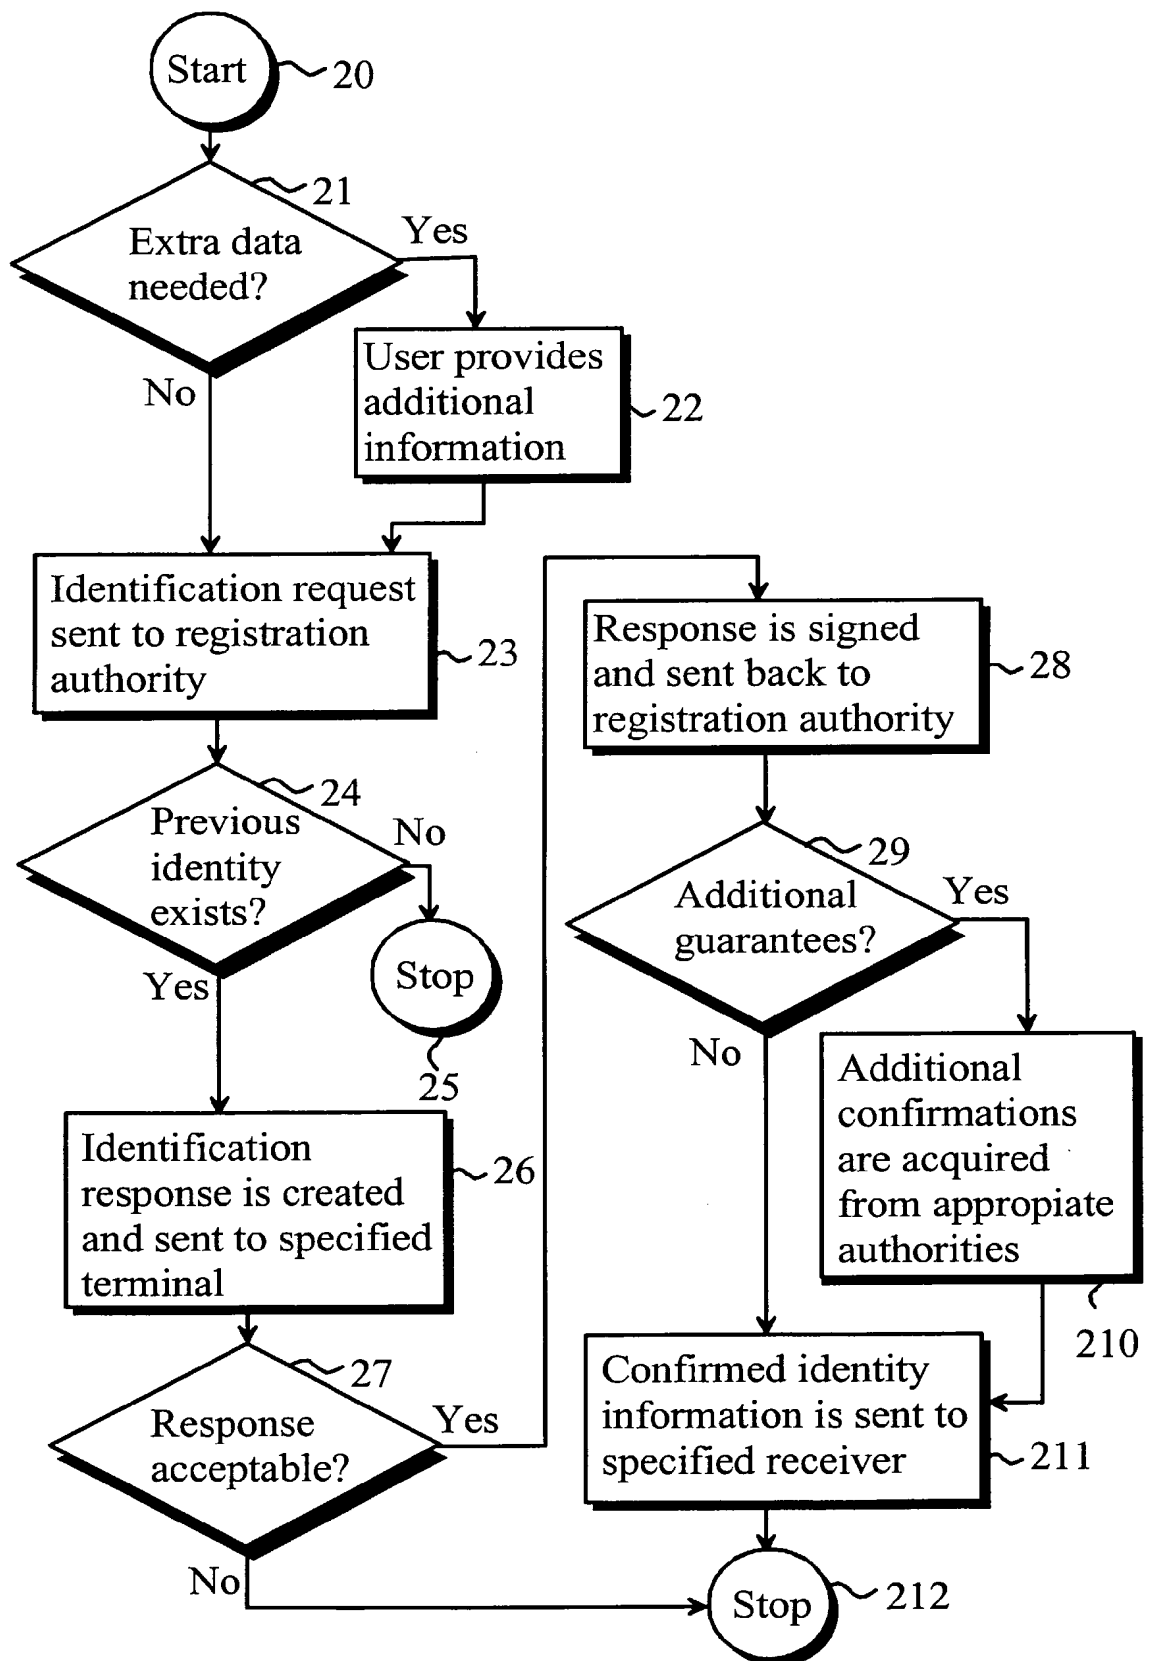 Start
20
21
Extra data
needed?
Yes
No
User provides
additional
information
22
Identification request
sent to registration
authority
23
24
Previous
identity
exists?
No
Yes
Stop
25
Identification
response is created
and sent to specified
terminal
26
27
Response
acceptable?
Yes
No
Response is signed
and sent back to
registration authority
28
29
Additional
guarantees?
Yes
No
Additional
confirmations
are acquired
from appropiate
authorities
210
Confirmed identity
information is sent to
specified receiver
211
Stop
212